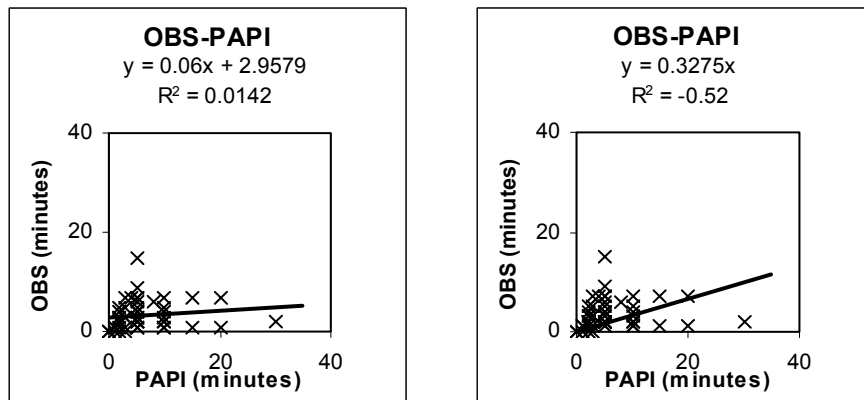 OBS-PAPI
y = 0.06x + 2.9579
R² = 0.0142
40
20
0
OBS (minutes)
0 20 40
PAPI (minutes)
OBS-PAPI
y = 0.3275x
R² = -0.52
40
20
0
OBS (minutes)
0 20 40
PAPI (minutes)